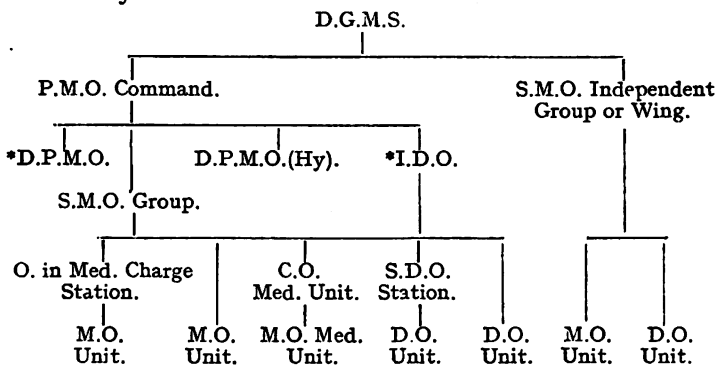 D.G.M.S.
P.M.O. Command.
S.M.O. Independent
Group or Wing.
*D.P.M.O.
D.P.M.O.(Hy).
*I.D.O.
S.M.O. Group.
O. in Med. Charge
Station.
C.O.
Med. Unit.
S.D.O.
Station.
M.O.
Unit.
M.O.
Unit.
M.O. Med.
Unit.
D.O.
Unit.
D.O.
Unit.
M.O.
Unit.
D.O.
Unit.